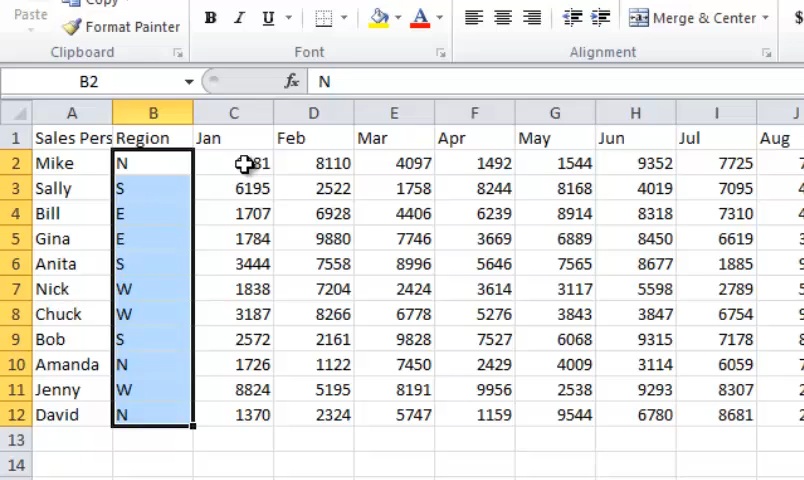 Copy
Paste
Format Painter
B I U A Merge & Center $
Clipboard Font Alignment
B2 fx N
A B C D E F G H I J
1 Sales Pers Region Jan Feb Mar Apr May Jun Jul Aug
2 Mike N 81 8110 4097 1492 1544 9352 7725 7
3 Sally S 6195 2522 1758 8244 8168 4019 7095
4 Bill E 1707 6928 4406 6239 8914 8318 7310
5 Gina E 1784 9880 7746 3669 6889 8450 6619
6 Anita S 3444 7558 8996 5646 7565 8677 1885
7 Nick W 1838 7204 2424 3614 3117 5598 2789
8 Chuck W 3187 8266 6778 5276 3843 3847 6754
9 Bob S 2572 2161 9828 7527 6068 9315 7178
10 Amanda N 1726 1122 7450 2429 4009 3114 6059
11 Jenny W 8824 5195 8191 9956 2538 9293 8307
12 David N 1370 2324 5747 1159 9544 6780 8681
13
14